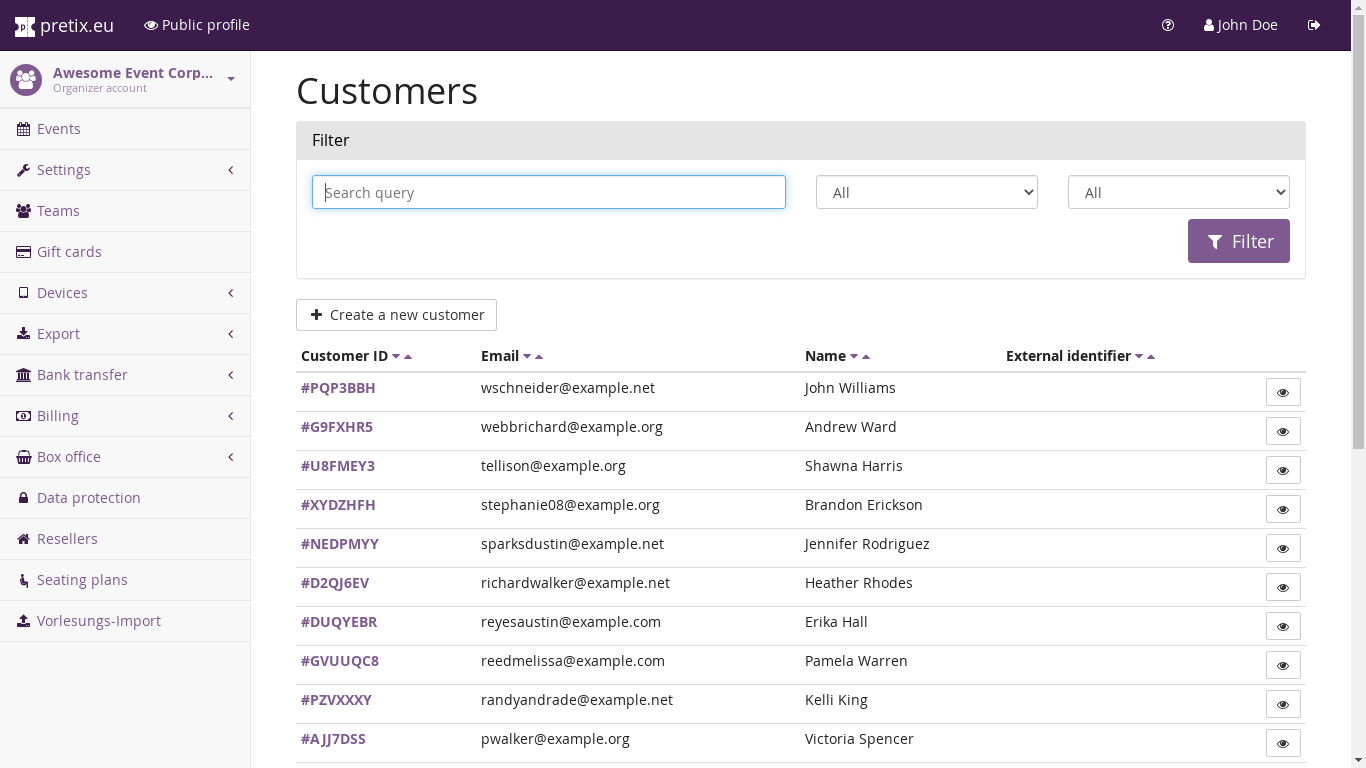 pretix.eu Public profile John Doe
Awesome Event Corp...
Organizer account
Events
Settings
Teams
Gift cards
Devices
Export
Bank transfer
Billing
Box office
Data protection
Resellers
Seating plans
Vorlesungs-Import
Customers
Filter
Search query All All
Filter
Create a new customer
Customer ID Email Name External identifier
#PQP3BBH wschneider@example.net John Williams
#G9FXHR5 webbrichard@example.org Andrew Ward
#U8FMEY3 tellison@example.org Shawna Harris
#XYDZHFH stephanie08@example.org Brandon Erickson
#NEDPMYY sparksdustin@example.net Jennifer Rodriguez
#D2QJ6EV richardwalker@example.net Heather Rhodes
#DUQYEBR reyesaustin@example.com Erika Hall
#GVUUQC8 reedmelissa@example.com Pamela Warren
#PZVXXXY randyandrade@example.net Kelli King
#AJJ7DSS pwalker@example.org Victoria Spencer